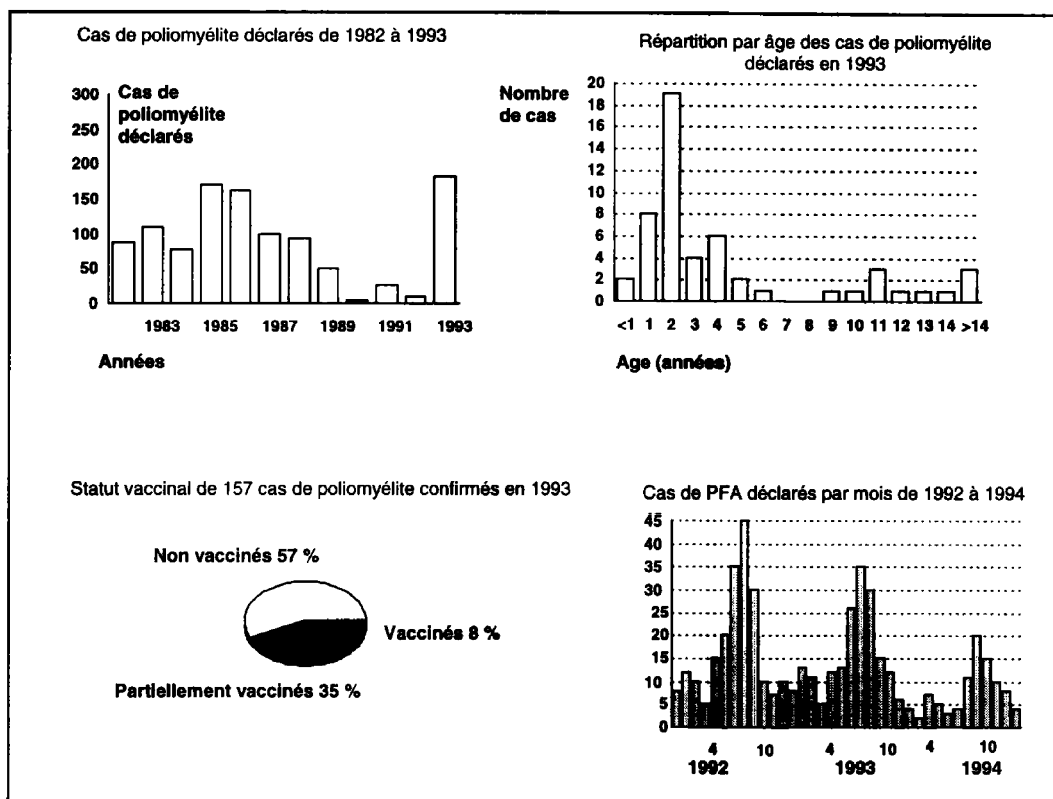 Cas de poliomyélite déclarés de 1982 à 1993
Cas de
poliomyélite
déclarés
300
250
200
150
100
50
0
1983 1985 1987 1989 1991 1993
Années
Répartition par âge des cas de poliomyélite
déclarés en 1993
Nombre
de cas
20
18
16
14
12
10
8
6
4
2
0
<1 1 2 3 4 5 6 7 8 9 10 11 12 13 14 >14
Age (années)
Statut vaccinal de 157 cas de poliomyélite confirmés en 1993
Non vaccinés 57 %
Vaccinés 8 %
Partiellement vaccinés 35 %
Cas de PFA déclarés par mois de 1992 à 1994
45
40
35
30
25
20
15
10
5
0
4 10 4 10 4 10
1992 1993 1994